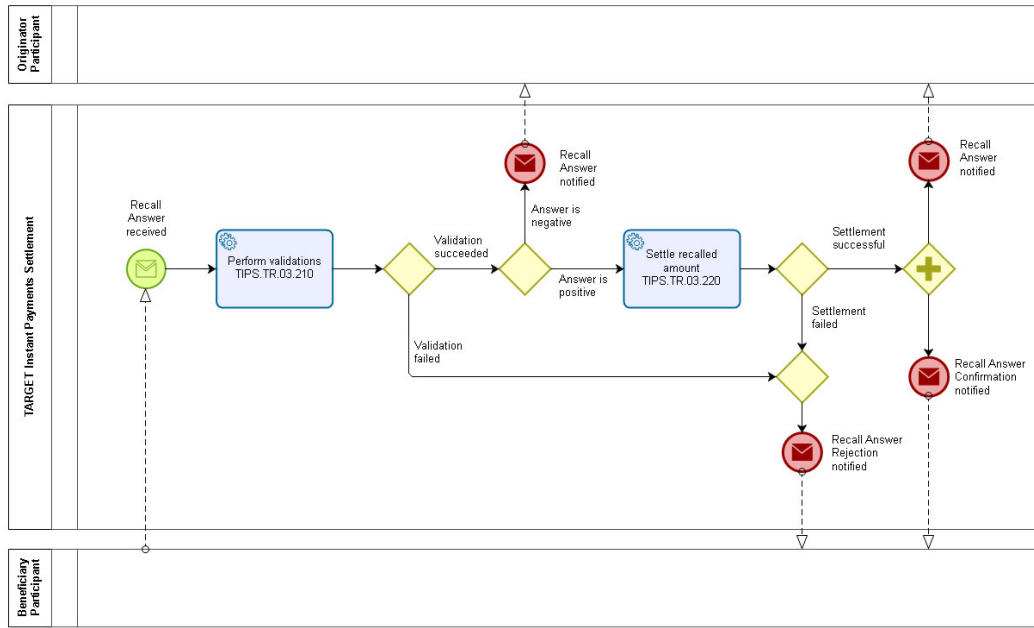 Originator
Participant
TARGET Instant Payments Settlement
Recall
Answer
received
Perform validations
TIPS.TR.03.210
Validation
succeeded
Validation
failed
Recall
Answer
notified
Answer is
negative
Answer is
positive
Settle recalled
amount
TIPS.TR.03.220
Settlement
successful
Settlement
failed
Recall
Answer
notified
Recall Answer
Confirmation
notified
Recall Answer
Rejection
notified
Beneficiary
Participant